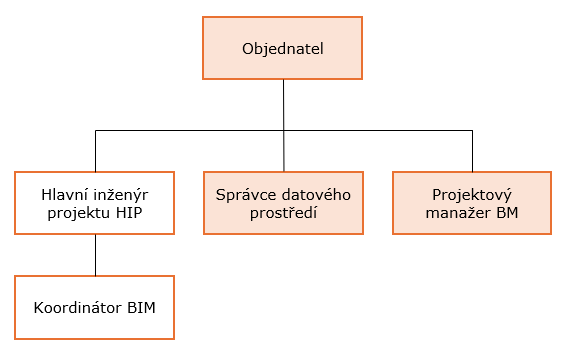 Objednatel
Hlavní inženýr
projektu HIP
Správce datového
prostředí
Projektový
manažer BM
Koordinátor BIM